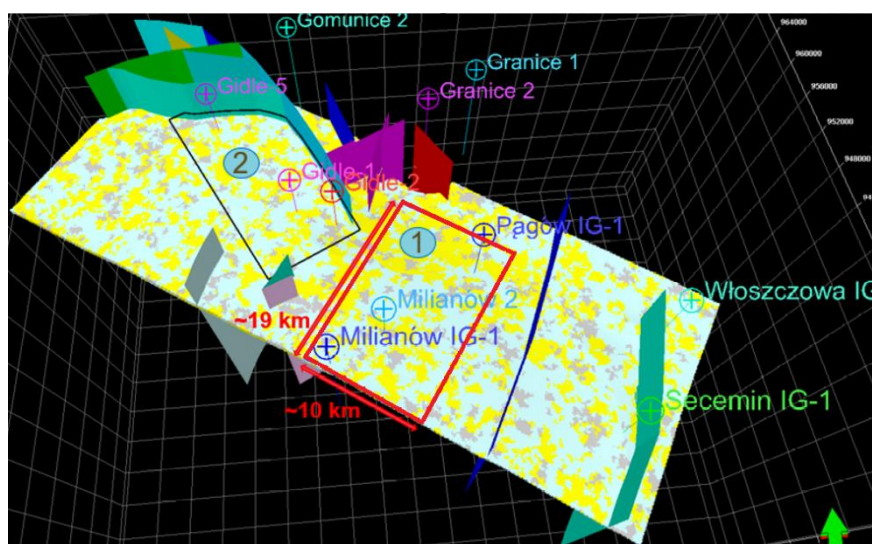 Gomunice 2
964000
960000
Granice 1
956000
Gidle-5
Granice 2
952000
948000
2
Gidle-1
Gidle-2
1
Pągów IG-1
Włoszczowa IG
Milianów 2
~19 km
Milianów IG-1
~10 km
Secemin IG-1